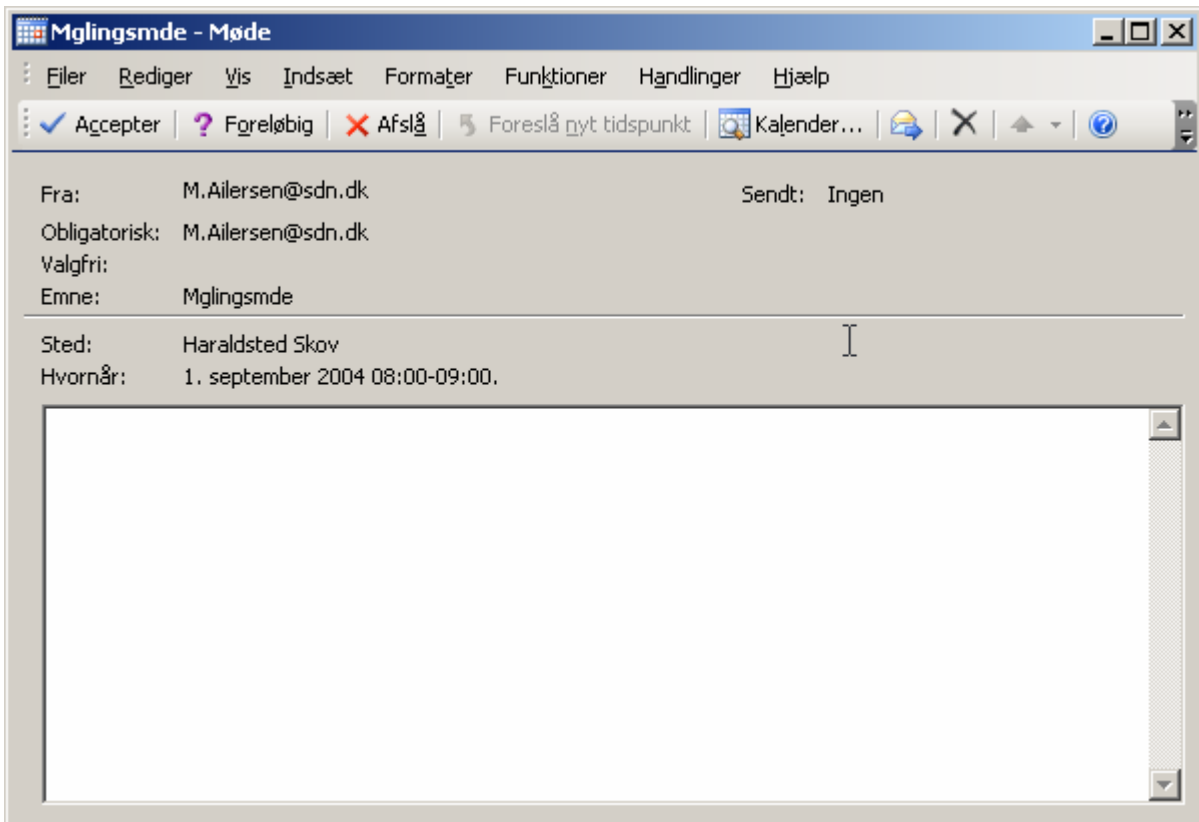 Mglingsmde - Møde
Filer Rediger Vis Indsæt Formater Funktioner Handlinger Hjælp
Accepter ? Foreløbig Afslå Foreslå nyt tidspunkt Kalender... ?
Fra: M.Ailersen@sdn.dk Sendt: Ingen
Obligatorisk: M.Ailersen@sdn.dk
Valgfri:
Emne: Mglingsmde
Sted: Haraldsted Skov
Hvornår: 1. september 2004 08:00-09:00.